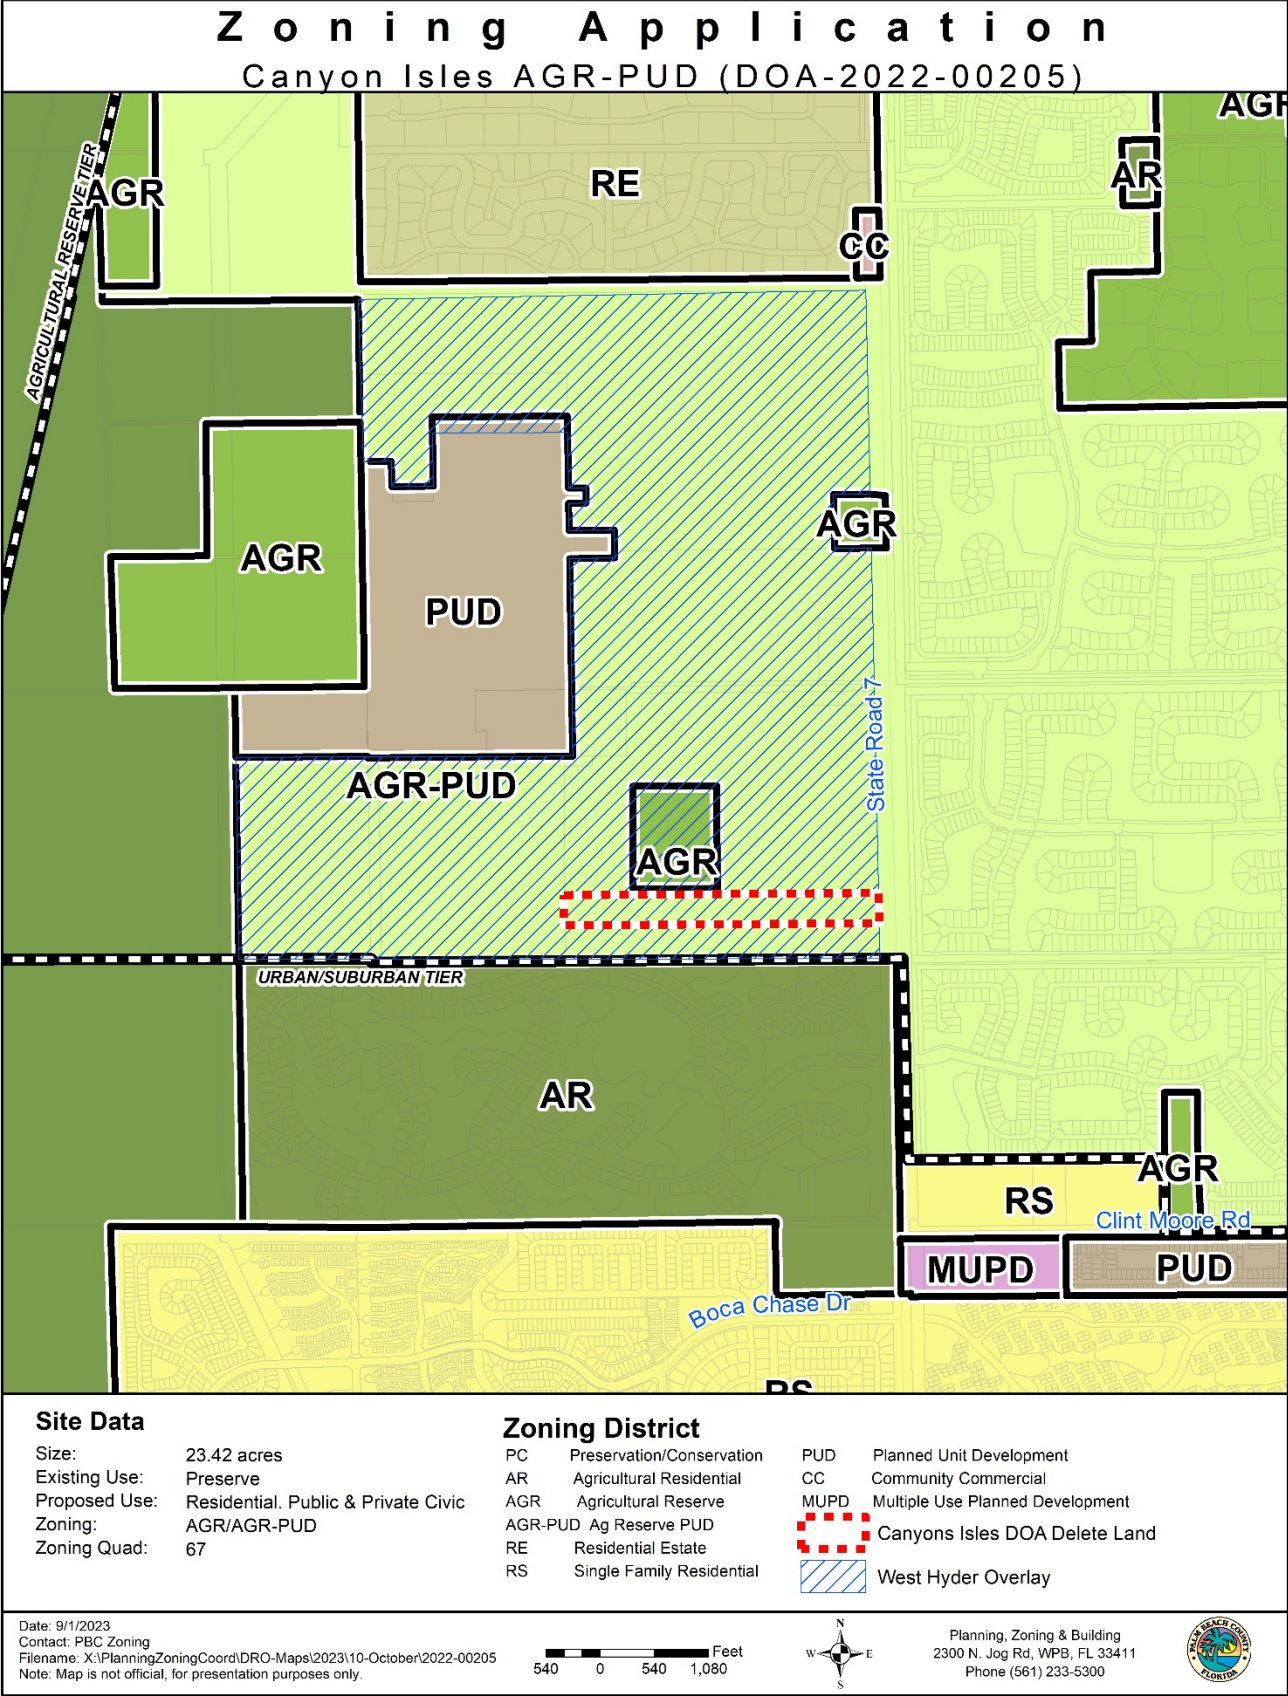 Zoning Application
Canyon Isles AGR-PUD (DOA-2022-00205)
AGR
AGRICULTURAL RESERVE TIER
RE
CC
AR
AGR
AGR
PUD
AGR
AGR-PUD
State Road 7
AGR
URBAN/SUBURBAN TIER
AR
AGR
RS
Clint Moore Rd
MUPD
PUD
Boca Chase Dr
RS
Site Data
Size: 23.42 acres
Existing Use: Preserve
Proposed Use: Residential. Public & Private Civic
Zoning: AGR/AGR-PUD
Zoning Quad: 67
Zoning District
PC Preservation/Conservation
AR Agricultural Residential
AGR Agricultural Reserve
AGR-PUD Ag Reserve PUD
RE Residential Estate
RS Single Family Residential
PUD Planned Unit Development
CC Community Commercial
MUPD Multiple Use Planned Development
Canyons Isles DOA Delete Land
West Hyder Overlay
Date: 9/1/2023
Contact: PBC Zoning
Filename: X:\PlanningZoningCoord\DRO-Maps\2023\10-October\2022-00205
Note: Map is not official, for presentation purposes only.
Feet
540 0 540 1,080
N
W E
S
Planning, Zoning & Building
2300 N. Jog Rd, WPB, FL 33411
Phone (561) 233-5300
PALM BEACH COUNTY
FLORIDA